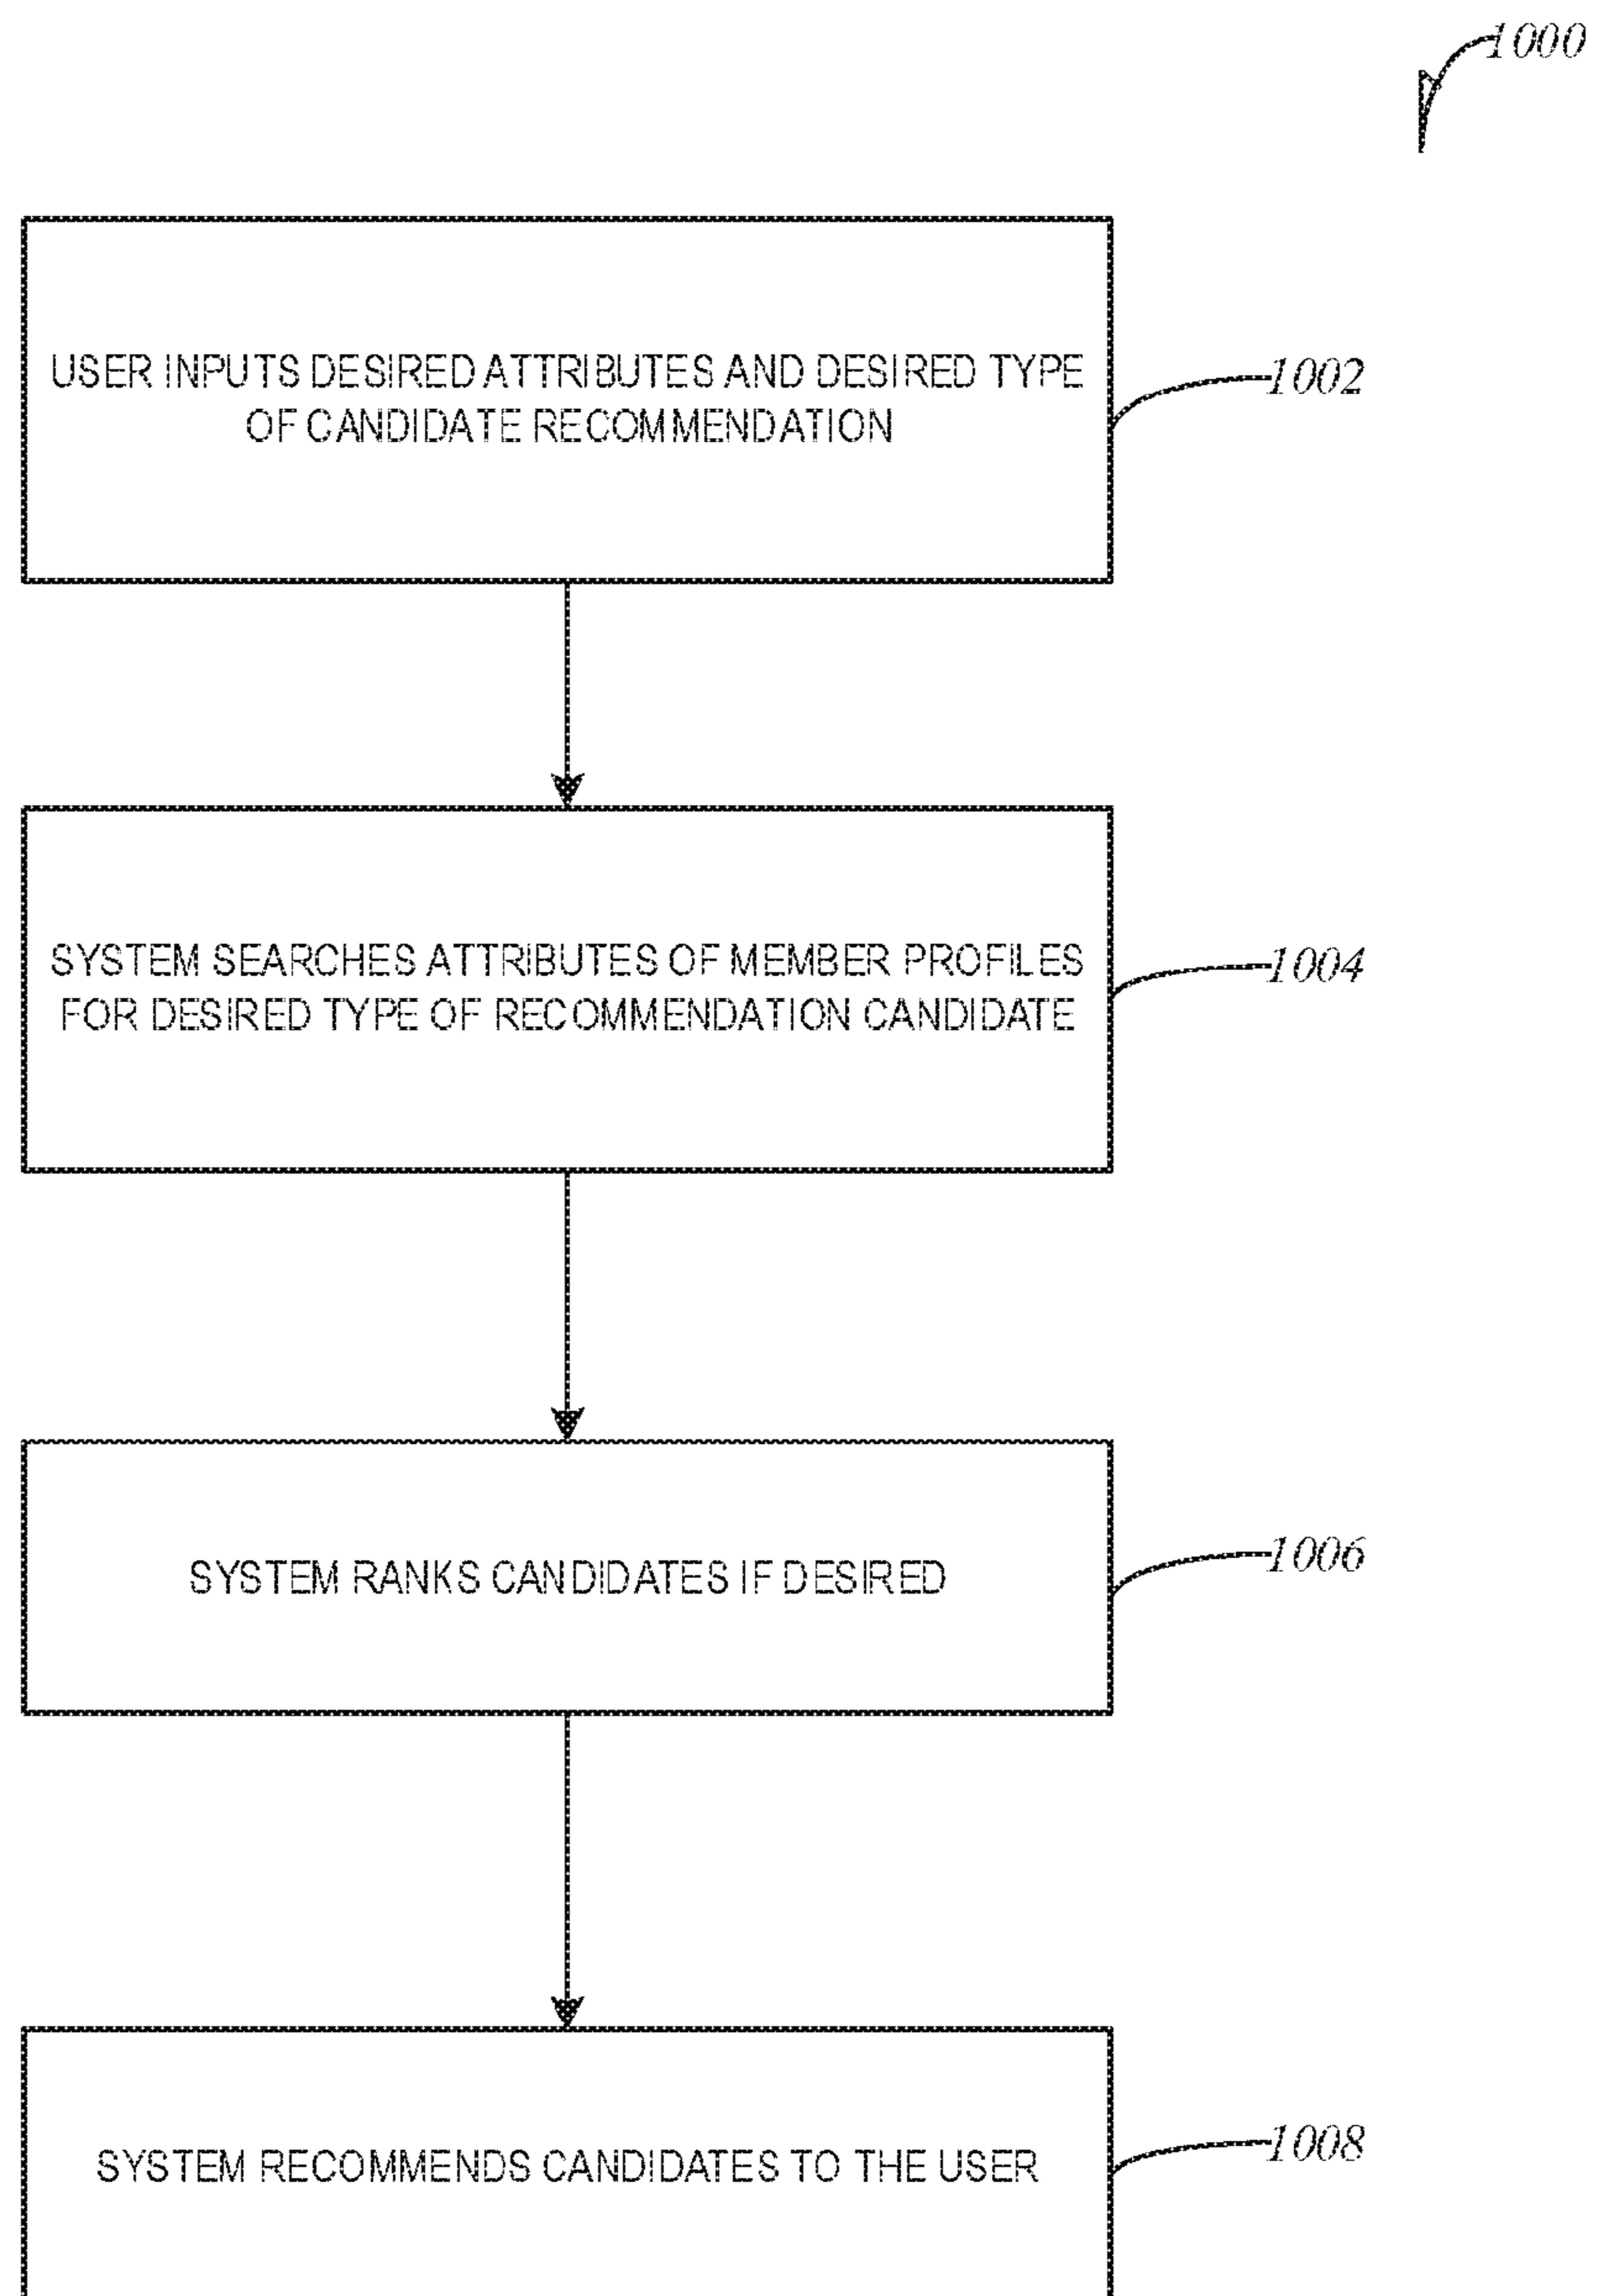 1000
USER INPUTS DESIRED ATTRIBUTES AND DESIRED TYPE
OF CANDIDATE RECOMMENDATION
1002
SYSTEM SEARCHES ATTRIBUTES OF MEMBER PROFILES
FOR DESIRED TYPE OF RECOMMENDATION CANDIDATE
1004
SYSTEM RANKS CANDIDATES IF DESIRED
1006
SYSTEM RECOMMENDS CANDIDATES TO THE USER
1008